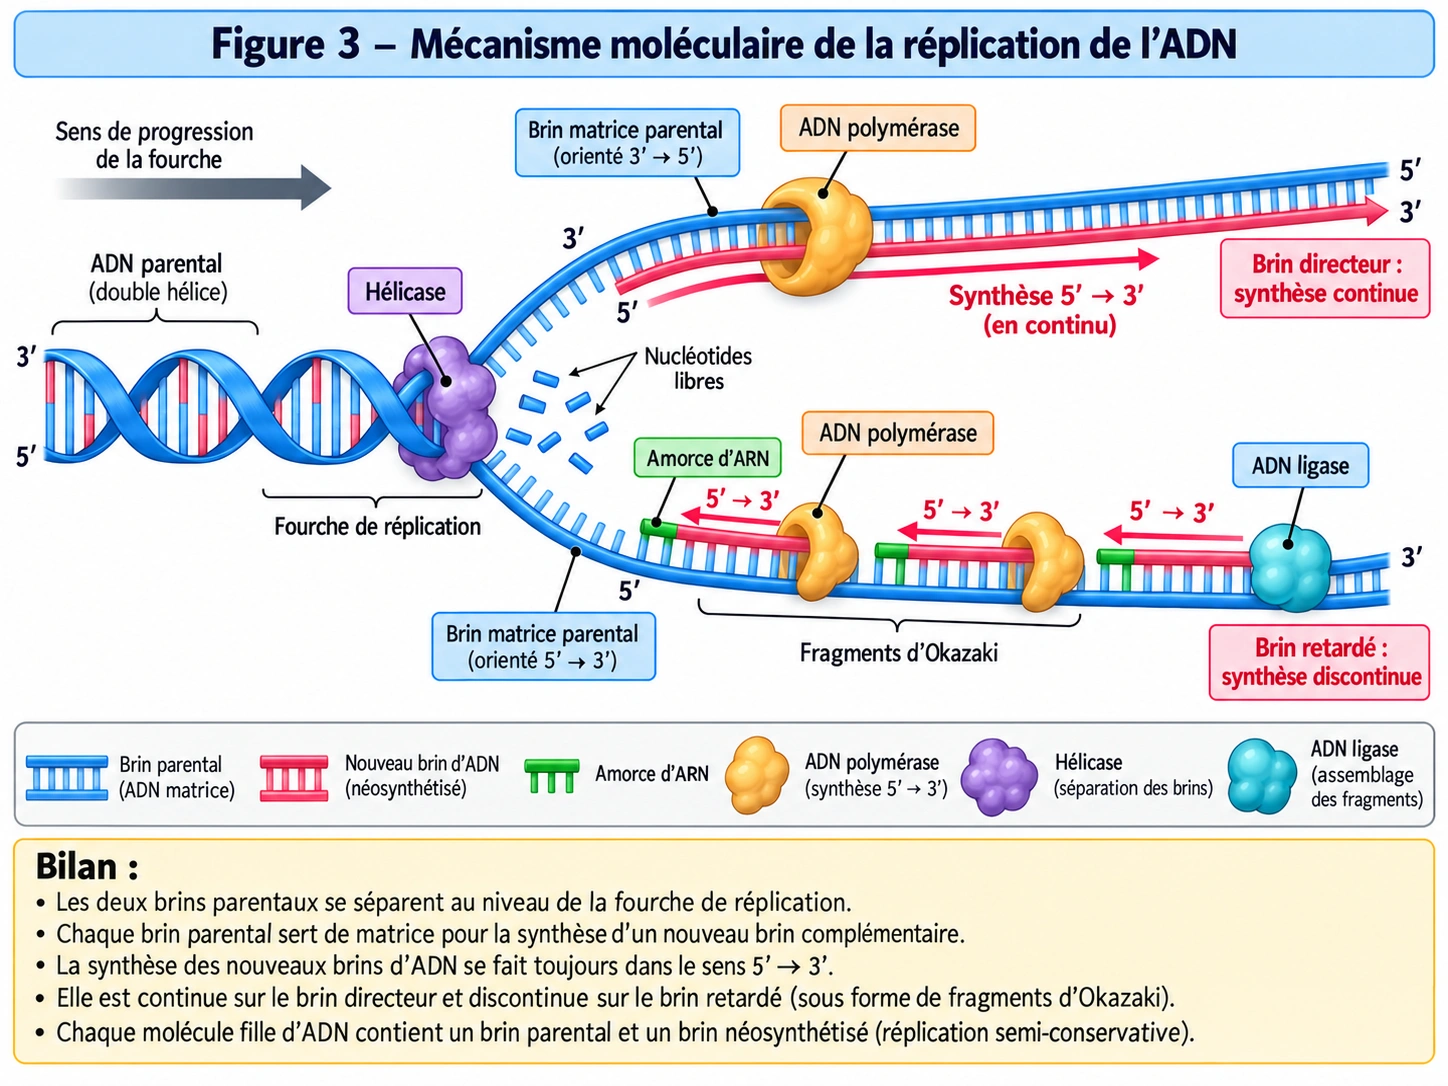 Figure 3 – Mécanisme moléculaire de la réplication de l'ADN
Sens de progression
de la fourche
Brin matrice parental
(orienté 3' → 5')
ADN polymérase
5'
3'
3'
5'
Synthèse 5' → 3'
(en continu)
Brin directeur :
synthèse continue
ADN parental
(double hélice)
Hélicase
3'
5'
Nucléotides
libres
Fourche de réplication
Amorce d'ARN
ADN polymérase
ADN ligase
5' → 3'
5' → 3'
5' → 3'
3'
5'
Brin matrice parental
(orienté 5' → 3')
Fragments d'Okazaki
Brin retardé :
synthèse discontinue
Brin parental
(ADN matrice)
Nouveau brin d'ADN
(néosynthétisé)
Amorce d'ARN
ADN polymérase
(synthèse 5' → 3')
Hélicase
(séparation des brins)
ADN ligase
(assemblage
des fragments)
Bilan :
• Les deux brins parentaux se séparent au niveau de la fourche de réplication.
• Chaque brin parental sert de matrice pour la synthèse d'un nouveau brin complémentaire.
• La synthèse des nouveaux brins d'ADN se fait toujours dans le sens 5' → 3'.
• Elle est continue sur le brin directeur et discontinue sur le brin retardé (sous forme de fragments d'Okazaki).
• Chaque molécule fille d'ADN contient un brin parental et un brin néosynthétisé (réplication semi-conservative).